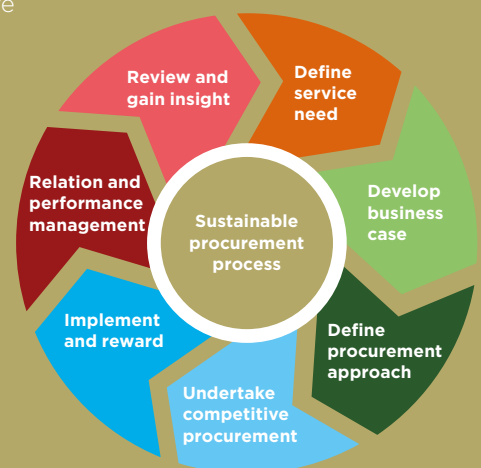 e
Review and
gain insight
Define
service
need
Develop
business
case
Define
procurement
approach
Undertake
competitive
procurement
Implement
and reward
Relation and
performance
management
Sustainable
procurement
process